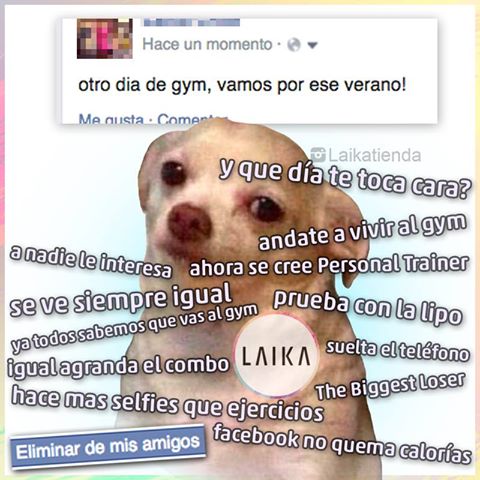 Hace un momento
otro dia de gym, vamos por ese verano!
Me gusta · Comentar
Laikatienda
y que día te toca cara?
andate a vivir al gym
a nadie le interesa
ahora se cree Personal Trainer
se ve siempre igual
prueba con la lipo
ya todos sabemos que vas al gym
LAIKA
suelta el teléfono
igual agranda el combo
The Biggest Loser
hace mas selfies que ejercicios
facebook no quema calorías
Eliminar de mis amigos